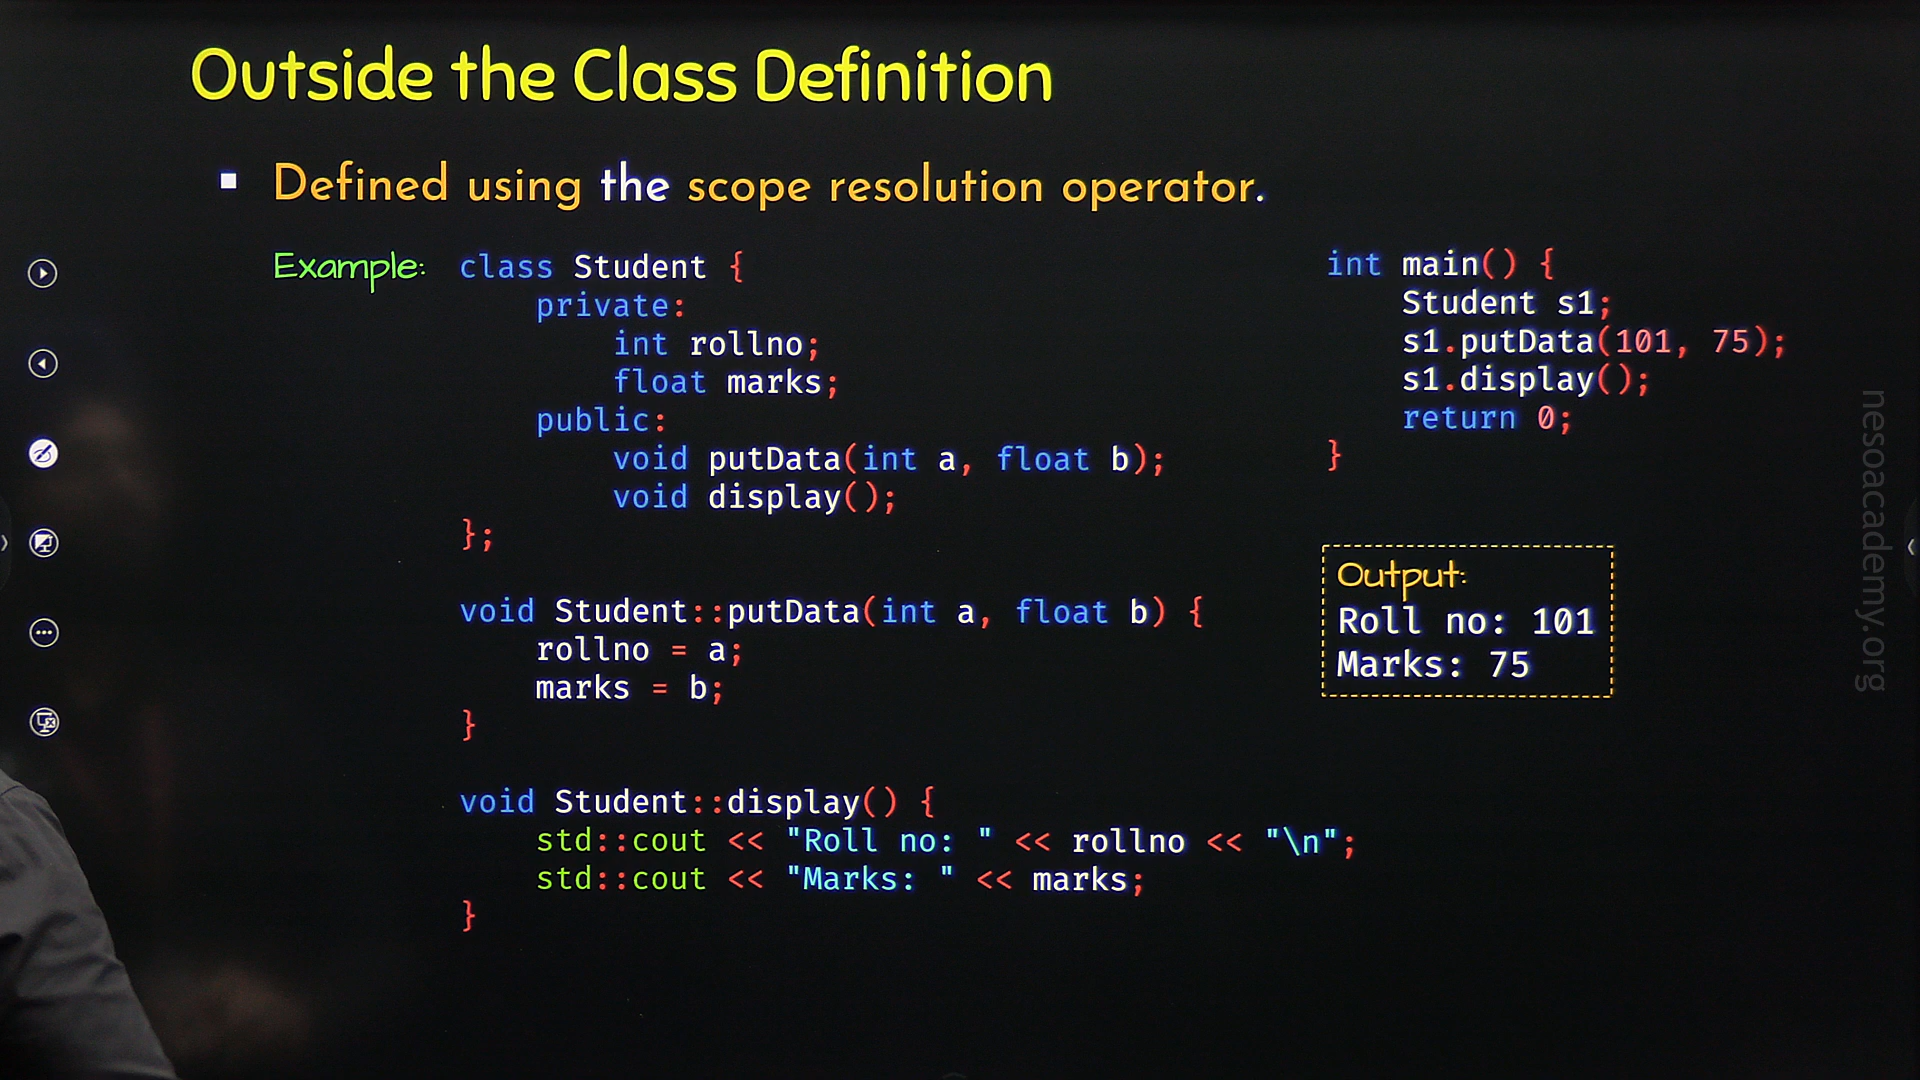 Outside the Class Definition
▪ Defined using the scope resolution operator.
Example:
class Student {
    private:
        int rollno;
        float marks;
    public:
        void putData(int a, float b);
        void display();
};
void Student::putData(int a, float b) {
    rollno = a;
    marks = b;
}
void Student::display() {
    std::cout << "Roll no: " << rollno << "\n";
    std::cout << "Marks: " << marks;
}
int main() {
    Student s1;
    s1.putData(101, 75);
    s1.display();
    return 0;
}
Output:
Roll no: 101
Marks: 75
nesoacademy.org